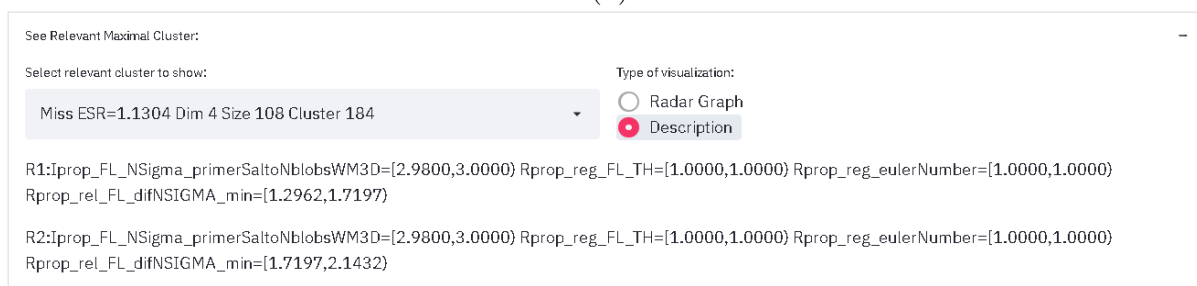 See Relevant Maximal Cluster:
Select relevant cluster to show:
Type of visualization:
Miss ESR=1.1304 Dim 4 Size 108 Cluster 184
Radar Graph
Description
R1:Iprop_FL_NSigma_primerSaltoNblobsWM3D=[2.9800,3.0000) Rprop_reg_FL_TH=[1.0000,1.0000) Rprop_reg_eulerNumber=[1.0000,1.0000)
Rprop_rel_FL_difNSIGMA_min=[1.2962,1.7197)
R2:Iprop_FL_NSigma_primerSaltoNblobsWM3D=[2.9800,3.0000) Rprop_reg_FL_TH=[1.0000,1.0000) Rprop_reg_eulerNumber=[1.0000,1.0000)
Rprop_rel_FL_difNSIGMA_min=[1.7197,2.1432)